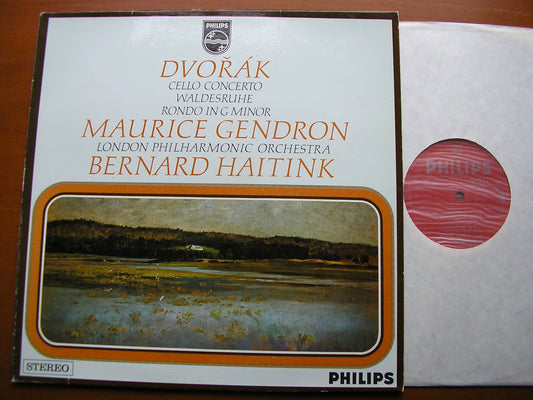 PHILIPS
DVOŘÁK
CELLO CONCERTO
WALDESRUHE
RONDO IN G MINOR
MAURICE GENDRON
LONDON PHILHARMONIC ORCHESTRA
BERNARD HAITINK
STEREO
PHILIPS
PHILIPS